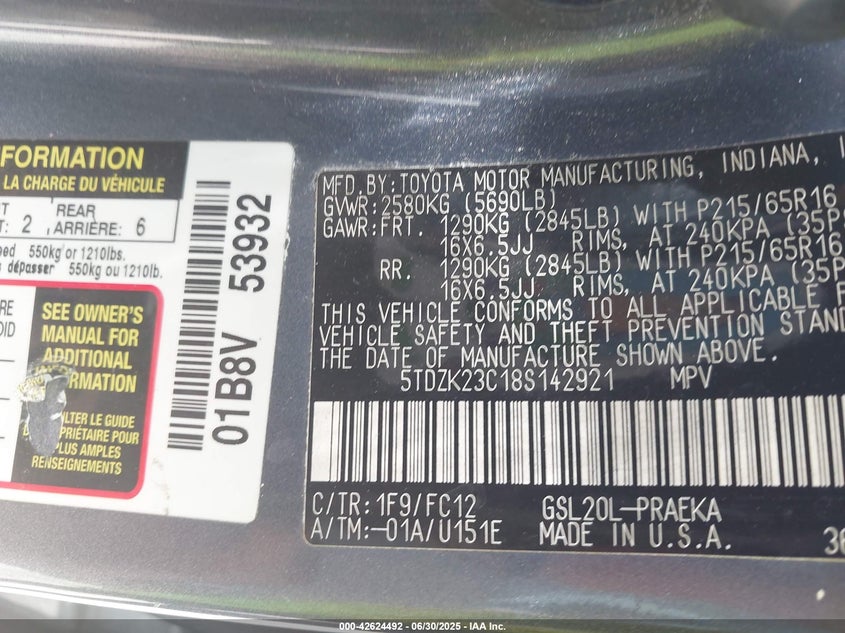 FORMATION
LA CHARGE DU VÉHICULE
2 REAR
ARRIÈRE: 6
550kg or 1210lbs.
dépasser 550kg ou 1210lb.
SEE OWNER'S
MANUAL FOR
ADDITIONAL
INFORMATION
LE GUIDE
PROPRIÉTAIRE POUR
PLUS AMPLES
RENSEIGNEMENTS
01B8V 53932
MFD.BY: TOYOTA MOTOR MANUFACTURING, INDIANA,
GVWR: 2580KG (5690LB)
GAWR: FRT. 1290KG (2845LB) WITH P215/65R16
16X6.5JJ RIMS, AT 240KPA
RR. 1290KG (2845LB) WITH P215/65R16
16X6.5JJ RIMS, AT 240KPA
THIS VEHICLE CONFORMS TO ALL APPLICABLE
VEHICLE SAFETY AND THEFT PREVENTION
THE DATE OF MANUFACTURE SHOWN ABOVE.
5TDZK23C18S142921 MPV
C/TR: 1F9/FC12 GSL20L-PRAEKA
A/TM:-01A/U151E MADE IN U.S.A.
000-42624492 - 06/30/2025 - IAA Inc.